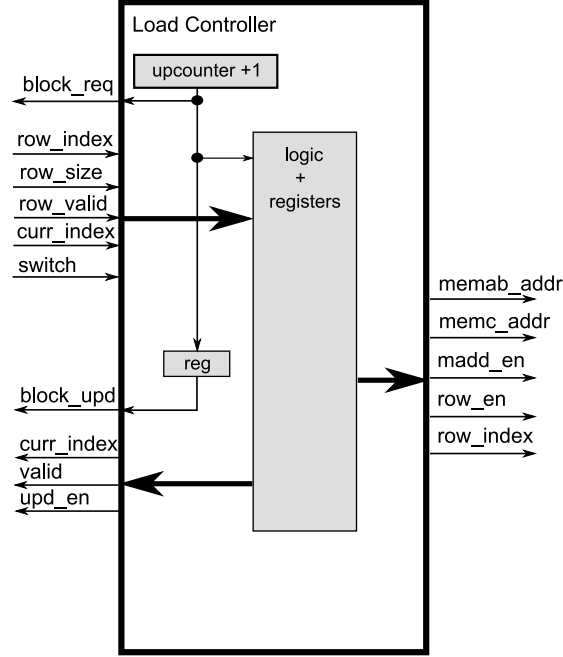 Load Controller
upcounter +1
block_req
row_index
row_size
row_valid
curr_index
switch
logic
+
registers
memab_addr
memc_addr
madd_en
row_en
row_index
reg
block_upd
curr_index
valid
upd_en